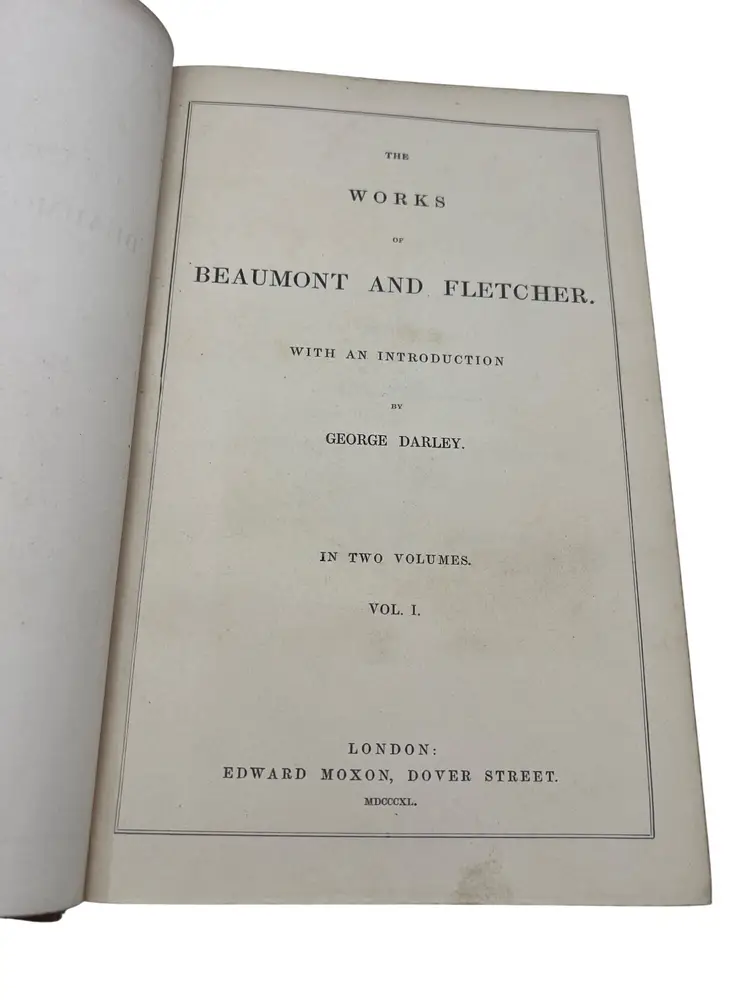 THE
WORKS
OF
BEAUMONT AND FLETCHER.
WITH AN INTRODUCTION
BY
GEORGE DARLEY.
IN TWO VOLUMES.
VOL. I.
LONDON:
EDWARD MOXON, DOVER STREET.
MDCCCXL.